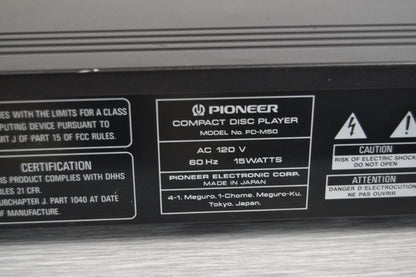 IES WITH THE LIMITS FOR A CLASS
PUTING DEVICE PURSUANT TO
RT J OF PART 15 OF FCC RULES.
CERTIFICATION
IS PRODUCT COMPLIES WITH DHHS
ULES 21 CFR.
UBCHAPTER J. PART 1040 AT DATE
OF MANUFACTURE.
PIONEER
COMPACT DISC PLAYER
MODEL No. PD-M50
AC 120 V
60 Hz 15WATTS
PIONEER ELECTRONIC CORP.
MADE IN JAPAN
4-1, Meguro, 1-Chome, Meguro-Ku,
Tokyo, Japan.
CAUTION
RISK OF ELECTRIC SHOCK
DO NOT OPEN
ATTENTION
DANGER D'ELECTROCUTION
NE PAS OUVRIR